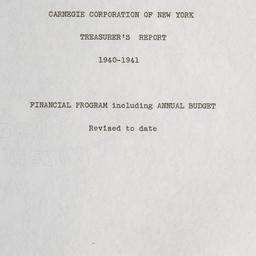 CARNEGIE CORPORATION OF NEW YORK
TREASURER'S REPORT
1940-1941
FINANCIAL PROGRAM including ANNUAL BUDGET
Revised to date